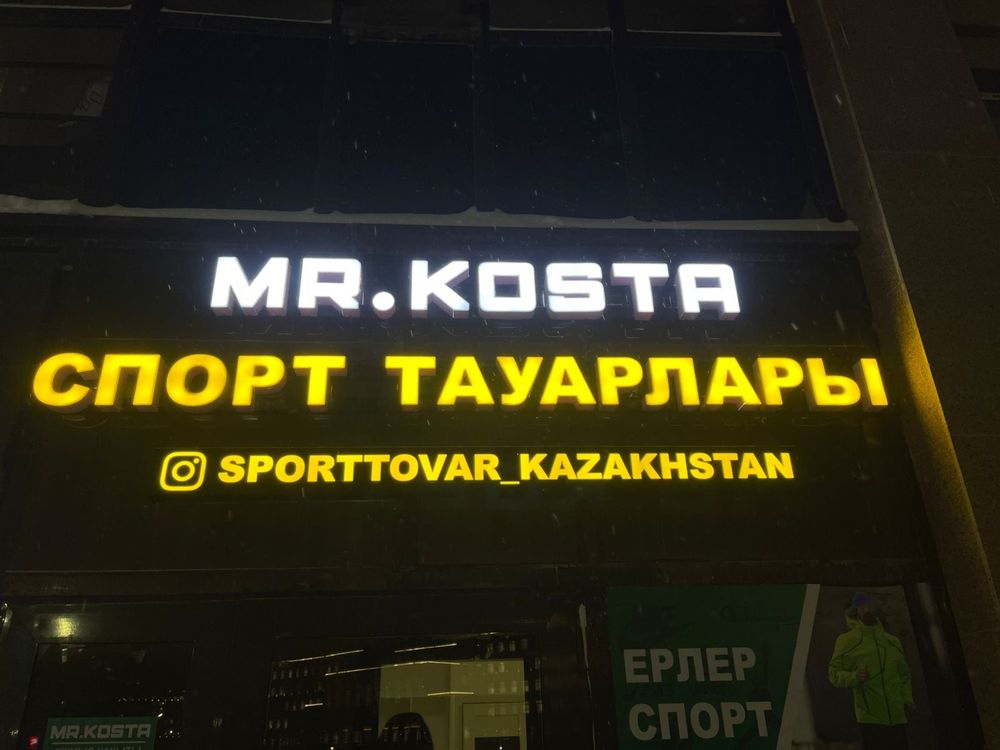 MR.KOSTA
СПОРТ ТАУАРЛАРЫ
SPORTTOVAR_KAZAKHSTAN
ЕРЛЕР
СПОРТ
MR.KOSTA